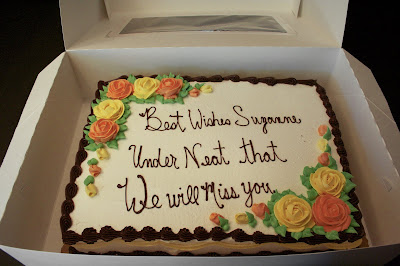 Best Wishes Suzanne
Under Neat that
We will Miss you